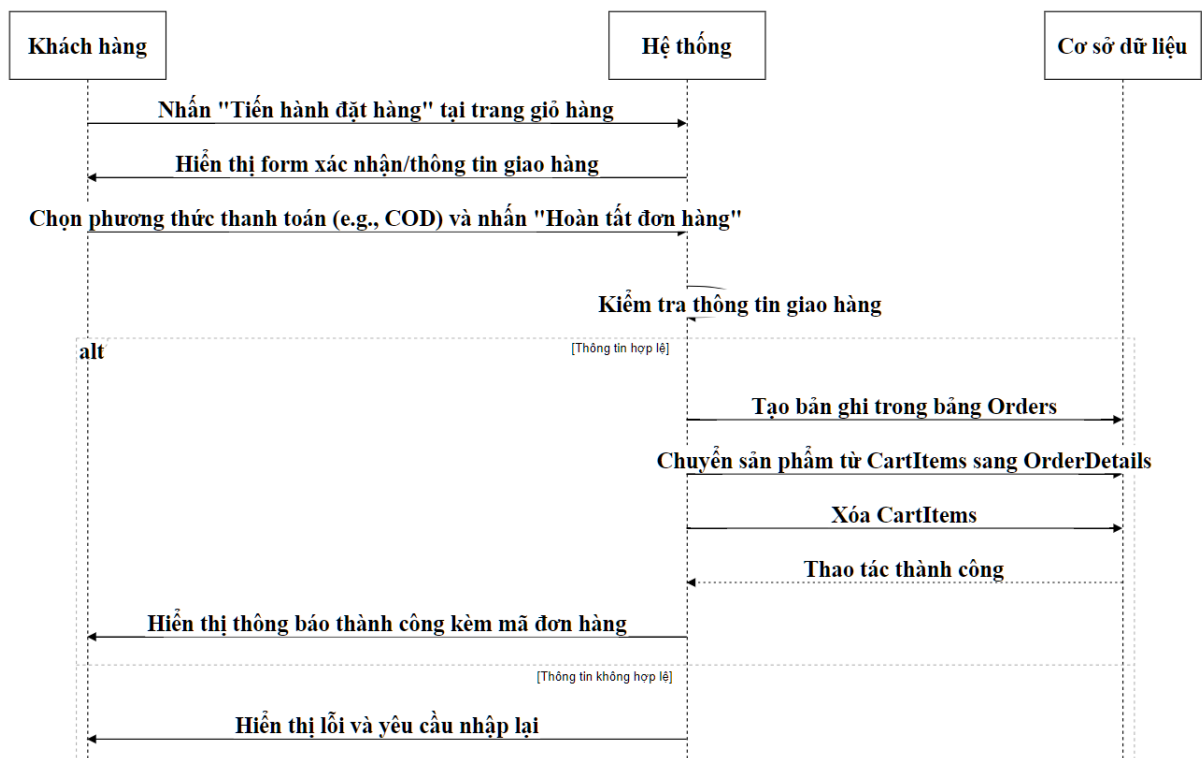 Khách hàng
Hệ thống
Cơ sở dữ liệu
Nhấn "Tiến hành đặt hàng" tại trang giỏ hàng
Hiển thị form xác nhận/thông tin giao hàng
Chọn phương thức thanh toán (e.g., COD) và nhấn "Hoàn tất đơn hàng"
Kiểm tra thông tin giao hàng
alt
[Thông tin hợp lệ]
Tạo bản ghi trong bảng Orders
Chuyển sản phẩm từ CartItems sang OrderDetails
Xóa CartItems
Thao tác thành công
Hiển thị thông báo thành công kèm mã đơn hàng
[Thông tin không hợp lệ]
Hiển thị lỗi và yêu cầu nhập lại